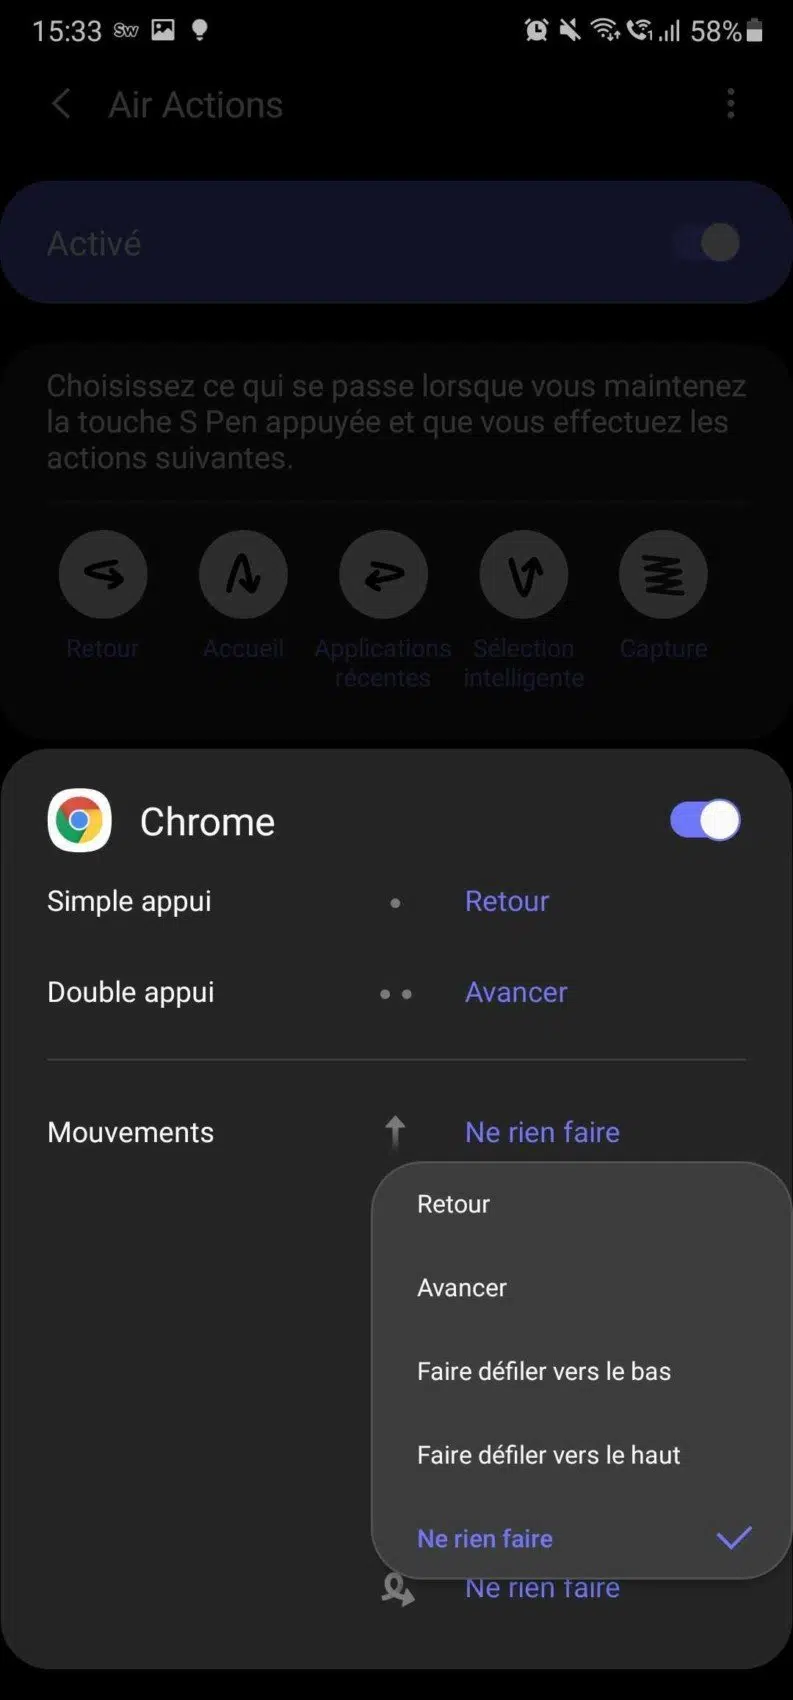 15:33 SW 58%
Air Actions
Activé
Choisissez ce qui se passe lorsque vous maintenez
la touche S Pen appuyée et que vous effectuez les
actions suivantes.
Retour Accueil Applications récentes Sélection intelligente Capture
Chrome
Simple appui Retour
Double appui Avancer
Mouvements Ne rien faire
Retour
Avancer
Faire défiler vers le bas
Faire défiler vers le haut
Ne rien faire
Ne rien faire